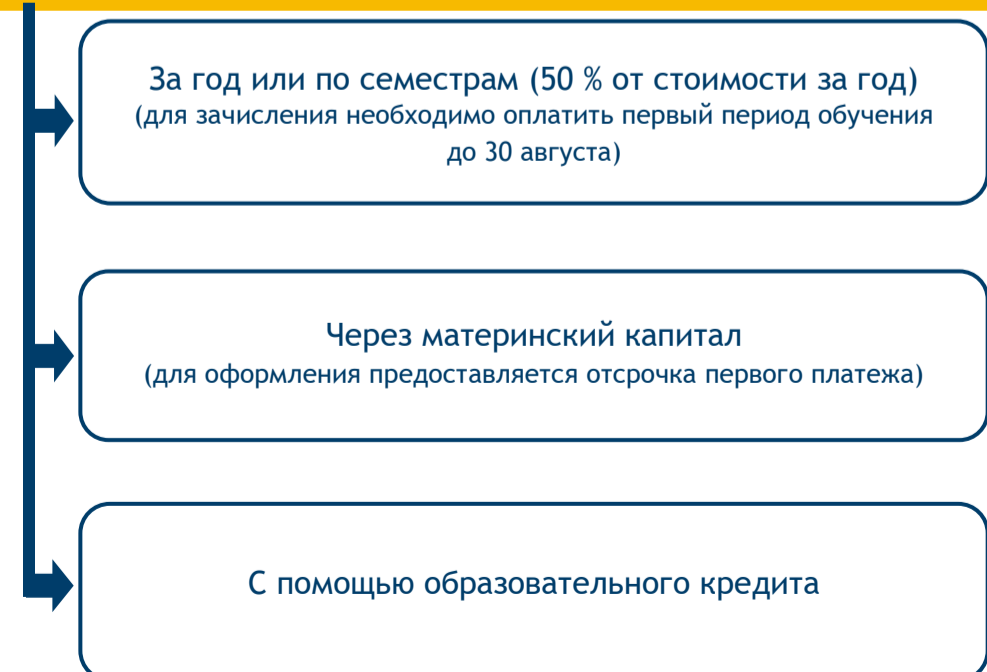 За год или по семестрам (50 % от стоимости за год)
(для зачисления необходимо оплатить первый период обучения
до 30 августа)
Через материнский капитал
(для оформления предоставляется отсрочка первого платежа)
С помощью образовательного кредита